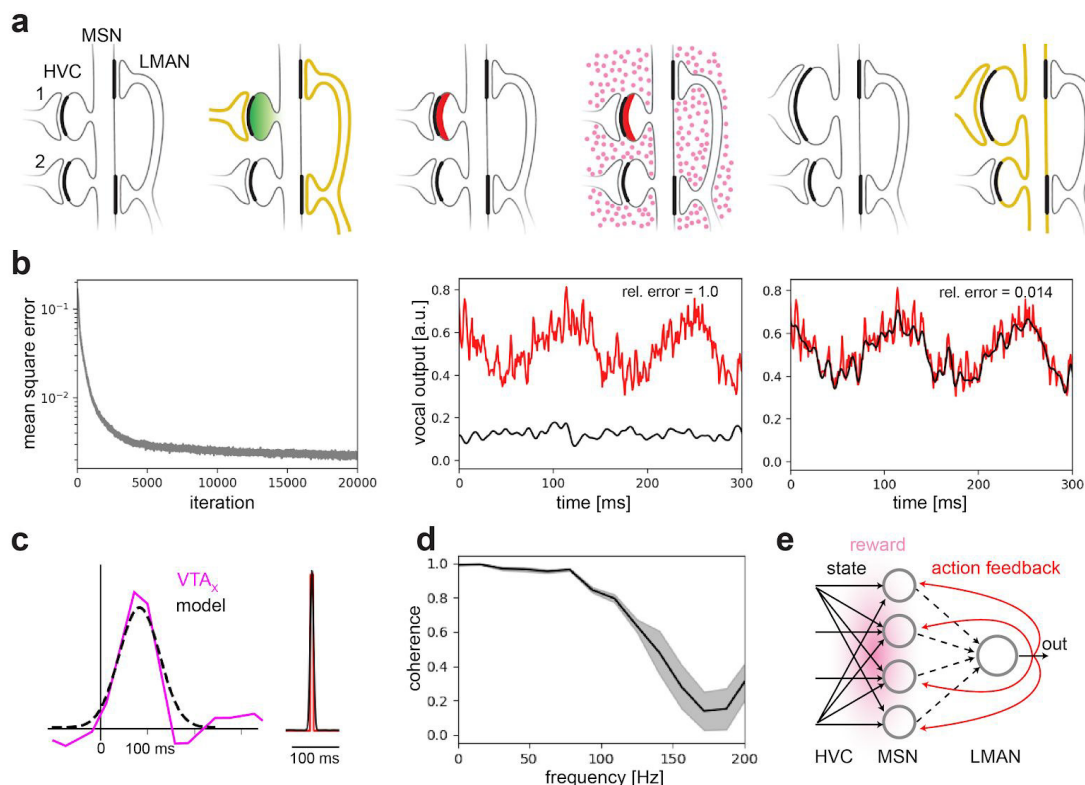 a
MSN
HVC
LMAN
1
2
b
mean square error
10⁻¹
10⁻²
0 5000 10000 15000 20000
iteration
vocal output [a.u.]
0.8
0.6
0.4
0.2
0.0
rel. error = 1.0
0 100 200 300
time [ms]
0.8
0.6
0.4
0.2
0.0
rel. error = 0.014
0 100 200 300
time [ms]
c
VTAₓ
model
0 100 ms
100 ms
d
coherence
1.0
0.8
0.6
0.4
0.2
0.0
0 50 100 150 200
frequency [Hz]
e
reward
state action feedback
out
HVC MSN LMAN